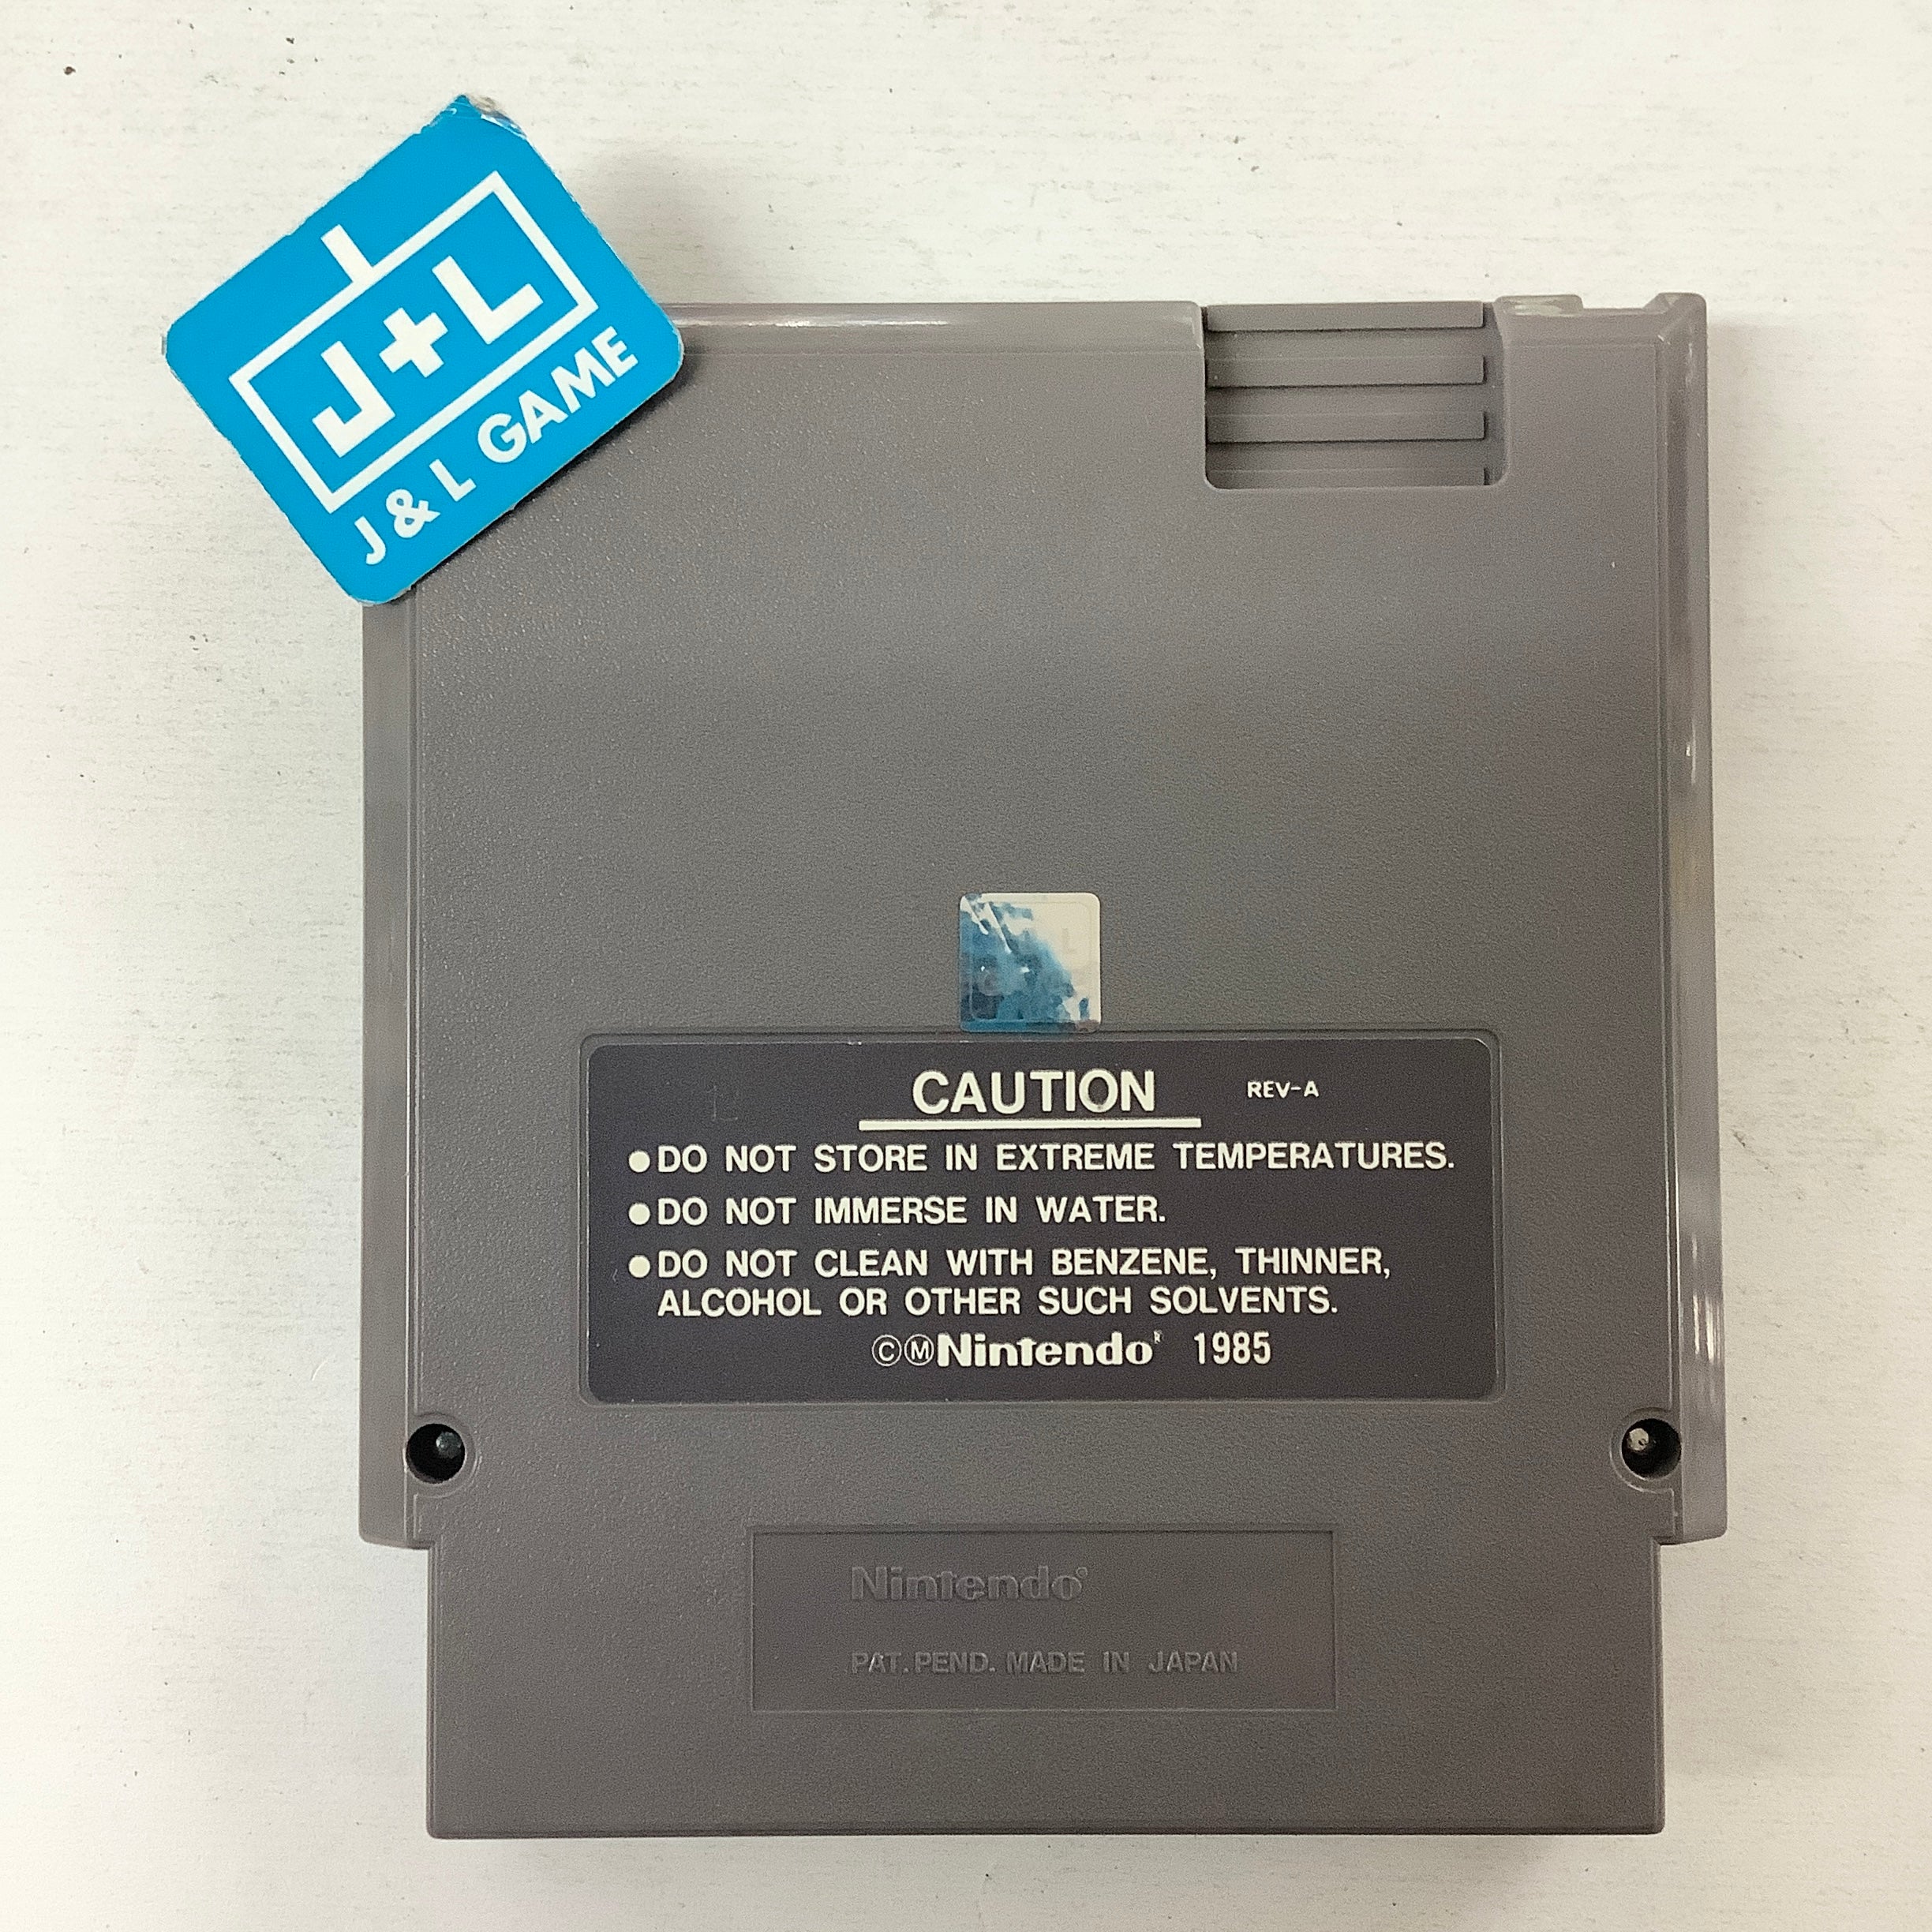 J+L
J & L GAME
CAUTION REV-A
●DO NOT STORE IN EXTREME TEMPERATURES.
●DO NOT IMMERSE IN WATER.
●DO NOT CLEAN WITH BENZENE, THINNER,
ALCOHOL OR OTHER SUCH SOLVENTS.
©ⓂNintendo® 1985
Nintendo®
PAT. PEND. MADE IN JAPAN